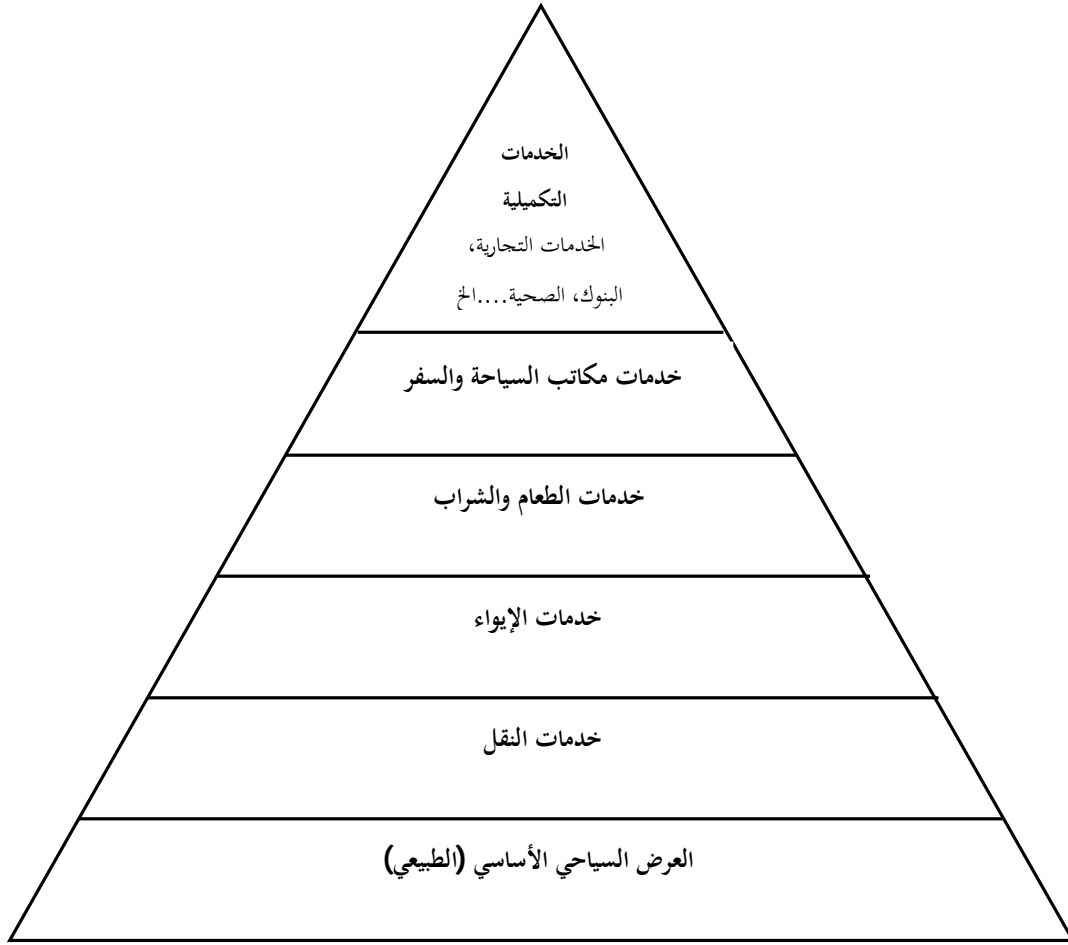 الخدمات
التكميلية
الخدمات التجارية،
البنوك، الصحية....الخ
خدمات مكاتب السياحة والسفر
خدمات الطعام والشراب
خدمات الإيواء
خدمات النقل
العرض السياحي الأساسي (الطبيعي)